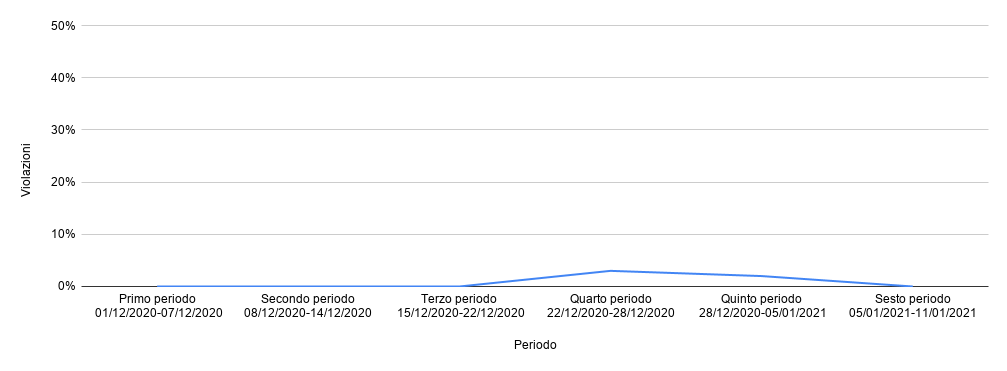 50%
40%
30%
20%
10%
0%
Violazioni
Primo periodo
01/12/2020-07/12/2020
Secondo periodo
08/12/2020-14/12/2020
Terzo periodo
15/12/2020-22/12/2020
Quarto periodo
22/12/2020-28/12/2020
Quinto periodo
28/12/2020-05/01/2021
Sesto periodo
05/01/2021-11/01/2021
Periodo